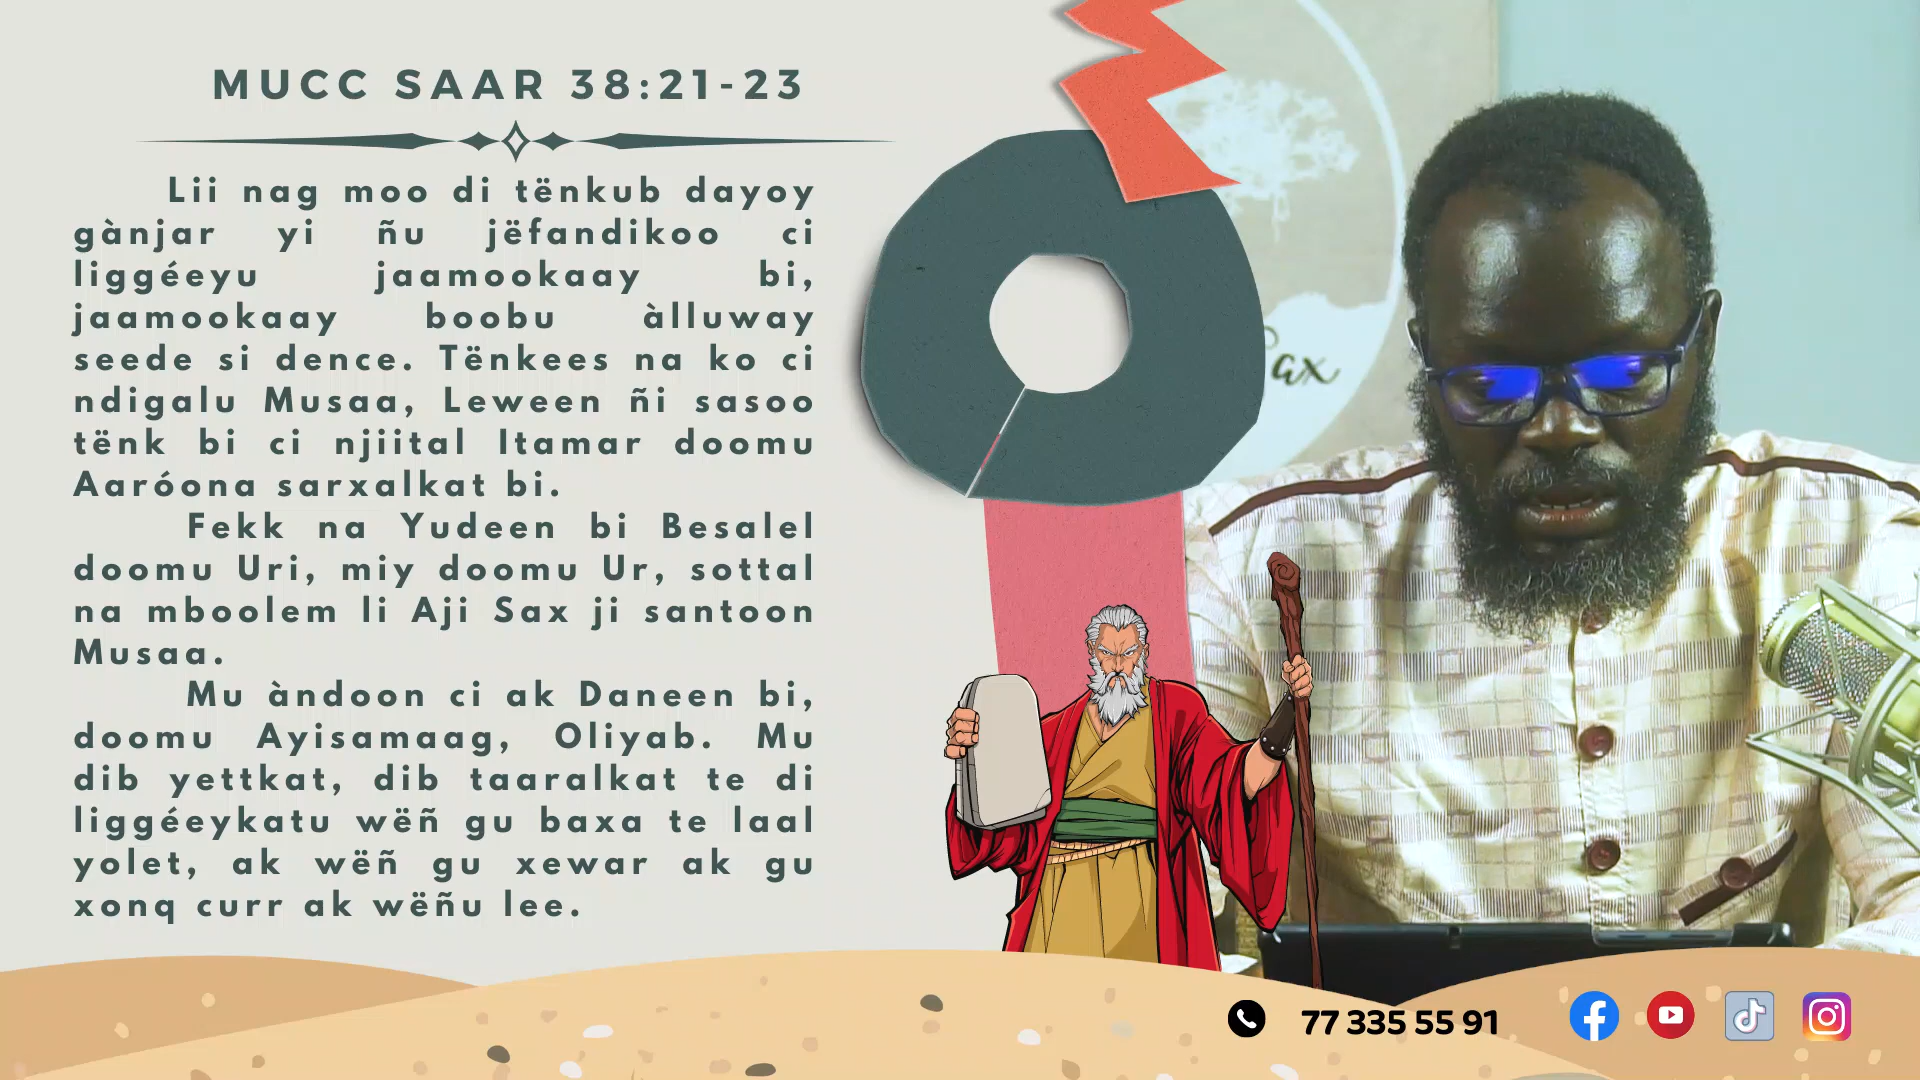 MUCC SAAR 38:21-23
Lii nag moo di tënkub dayoy
gànjar yi ñu jëfandikoo ci
liggéeyu jaamookaay bi,
jaamookaay boobu àlluway
seede si dence. Tënkees na ko ci
ndigalu Musaa, Leween ñi sasoo
tënk bi ci njiital Itamar doomu
Aaróona sarxalkat bi.
Fekk na Yudeen bi Besalel
doomu Uri, miy doomu Ur, sottal
na mboolem li Aji Sax ji santoon
Musaa.
Mu àndoon ci ak Daneen bi,
doomu Ayisamaag, Oliyab. Mu
dib yettkat, dib taaralkat te di
liggéeykatu wëñ gu baxa te laal
yolet, ak wëñ gu xewar ak gu
xonq curr ak wëñu lee.
77 335 55 91